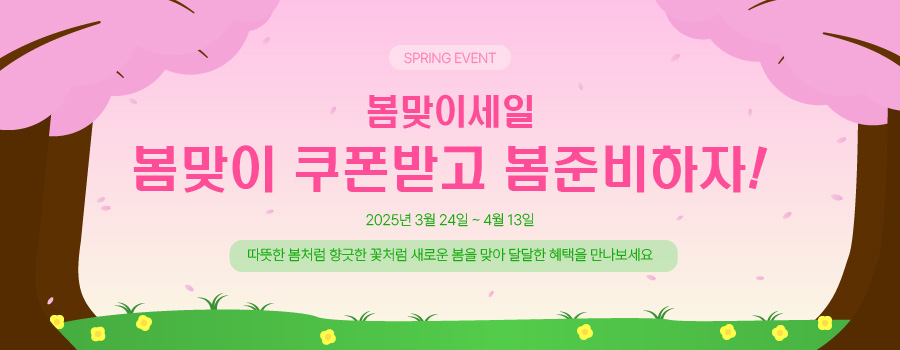 SPRING EVENT
봄맞이세일
봄맞이 쿠폰받고 봄준비하자!
2025년 3월 24일 ~ 4월 13일
따뜻한 봄처럼 향긋한 꽃처럼 새로운 봄을 맞아 달달한 혜택을 만나보세요